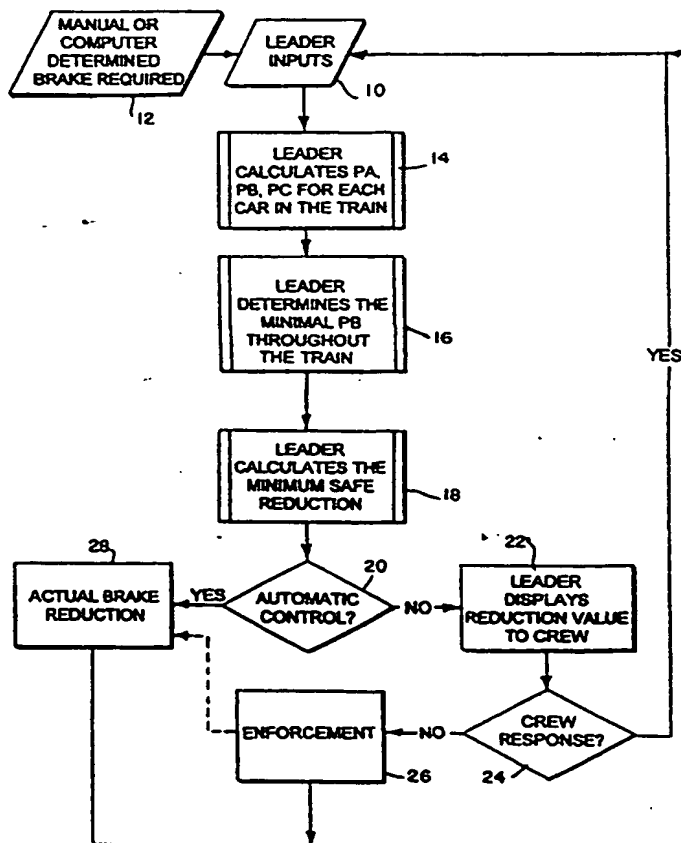 MANUAL OR
COMPUTER
DETERMINED
BRAKE REQUIRED
12
LEADER
INPUTS
10
LEADER
CALCULATES PA,
PB, PC FOR EACH
CAR IN THE TRAIN
14
LEADER
DETERMINES THE
MINIMAL PB
THROUGHOUT
THE TRAIN
16
YES
LEADER
CALCULATES THE
MINIMUM SAFE
REDUCTION
18
28
ACTUAL BRAKE
REDUCTION
YES
AUTOMATIC
CONTROL?
20
NO
22
LEADER
DISPLAYS
REDUCTION VALUE
TO CREW
ENFORCEMENT
26
NO
CREW
RESPONSE?
24